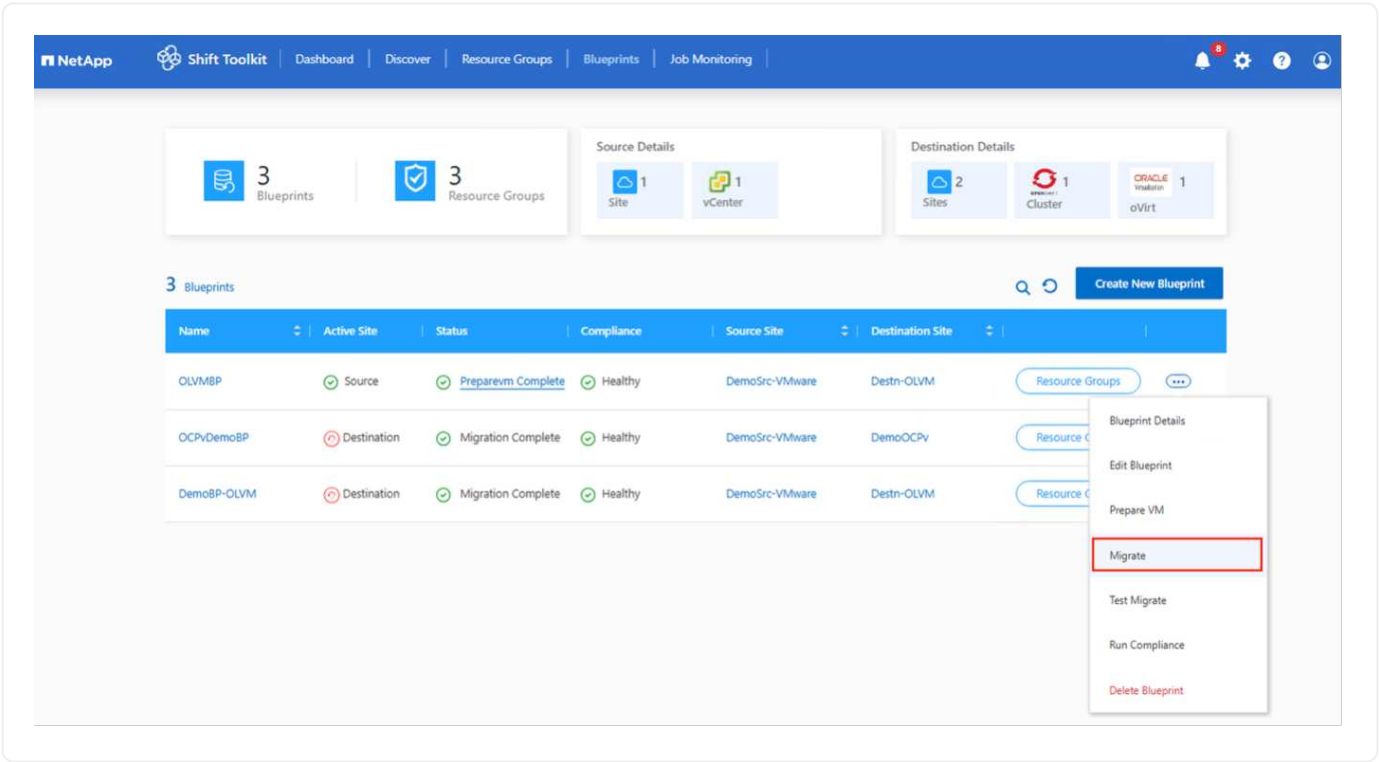 NetApp Shift Toolkit Dashboard Discover Resource Groups Blueprints Job Monitoring 8
3
Blueprints
3
Resource Groups
Source Details
1
Site
1
vCenter
Destination Details
2
Sites
1
Cluster
ORACLE
1
oVirt
3 Blueprints
Create New Blueprint
Name Active Site Status Compliance Source Site Destination Site
OLVMBP Source Preparevm Complete Healthy DemoSrc-VMware Destn-OLVM Resource Groups
OCPvDemoBP Destination Migration Complete Healthy DemoSrc-VMware DemoOCPv Resource
DemoBP-OLVM Destination Migration Complete Healthy DemoSrc-VMware Destn-OLVM Resource
Blueprint Details
Edit Blueprint
Prepare VM
Migrate
Test Migrate
Run Compliance
Delete Blueprint